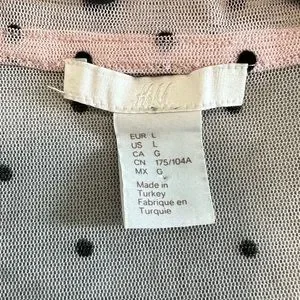 H&M
EUR L
US L
CA G
CN 175/104A
MX G
Made in
Turkey
Fabriqué en
Turquie